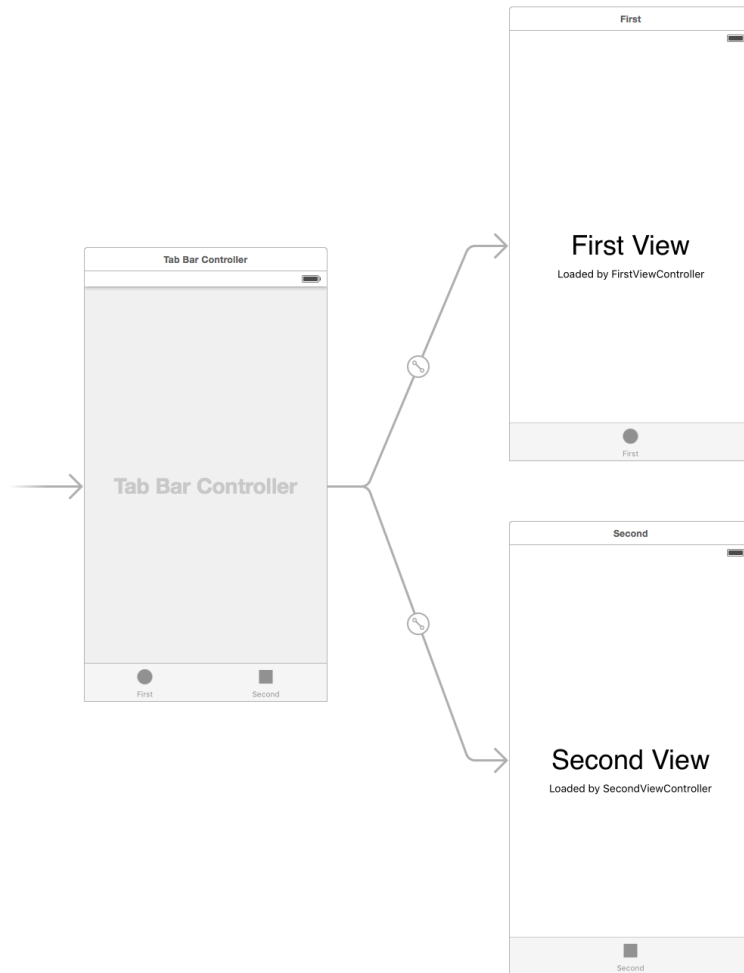 First
First View
Loaded by FirstViewController
First
Tab Bar Controller
Tab Bar Controller
First
Second
Second
Second View
Loaded by SecondViewController
Second